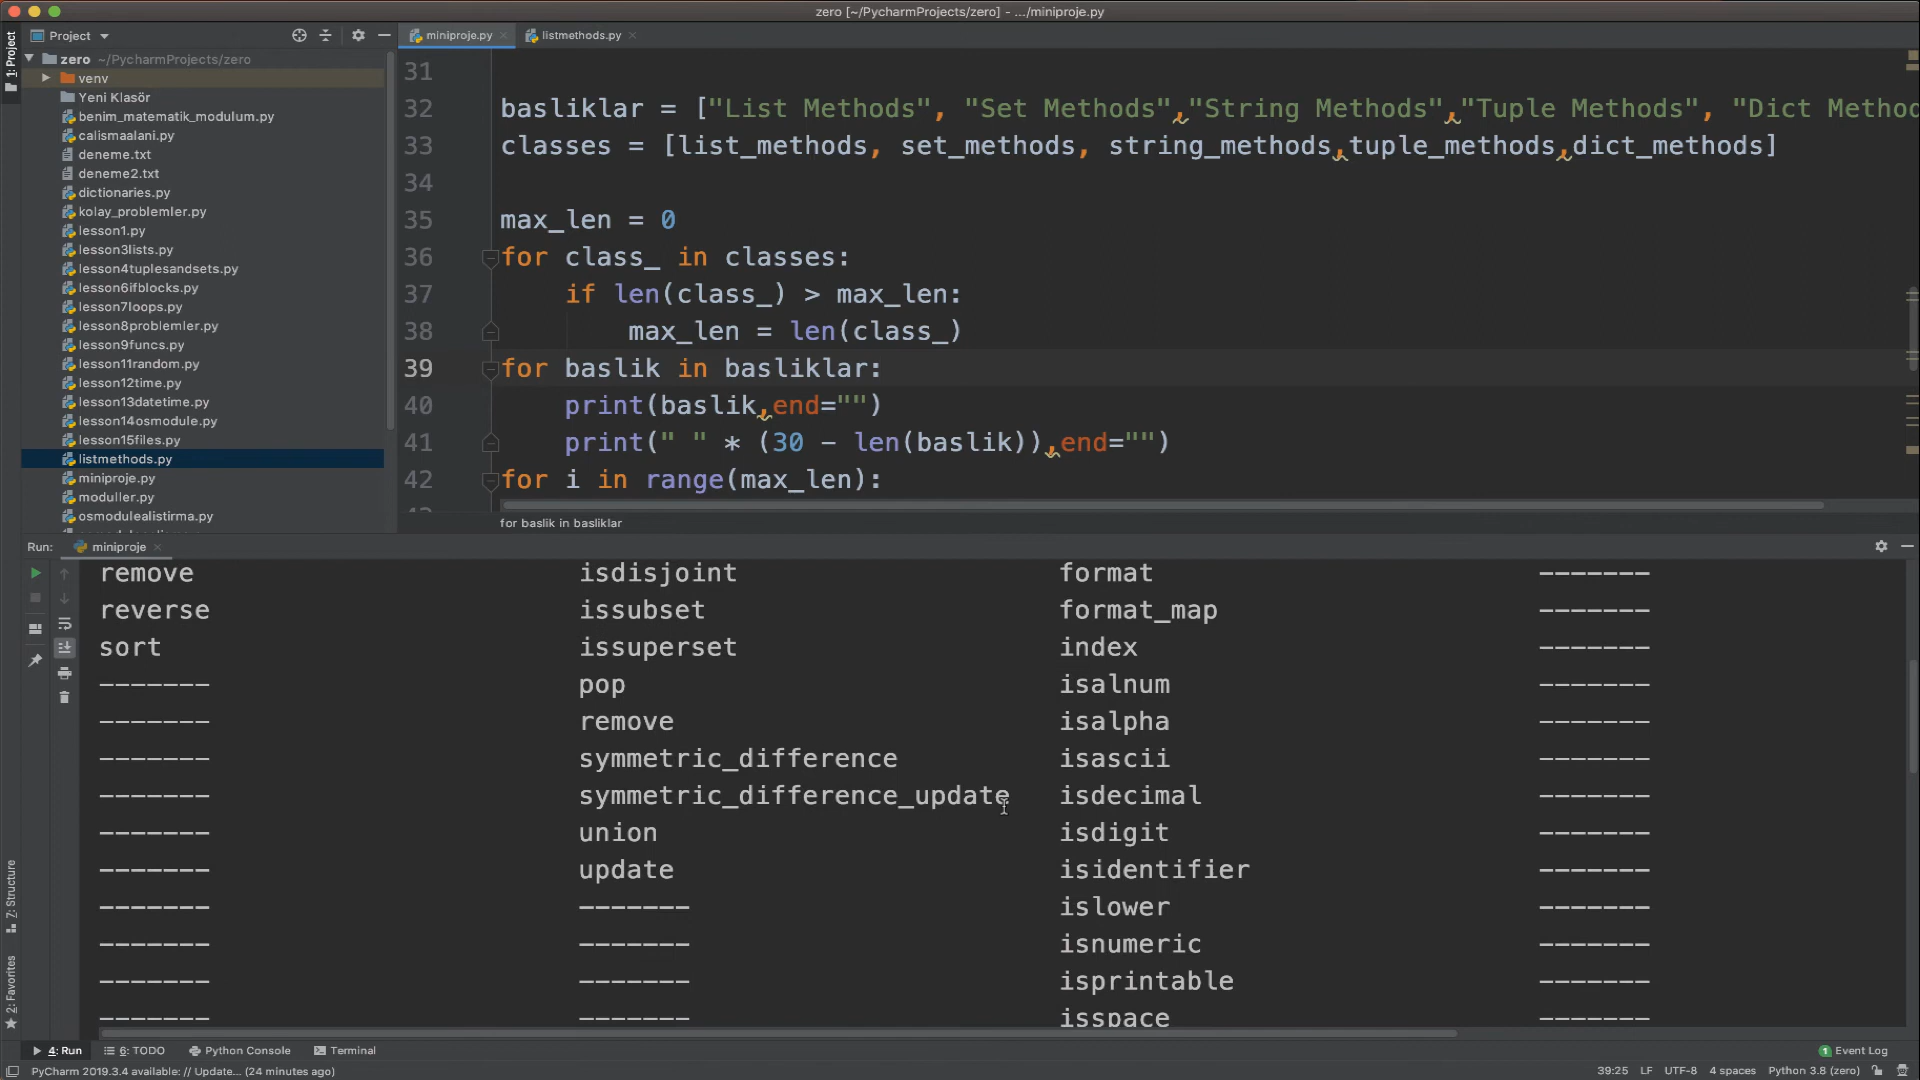 zero [~/PycharmProjects/zero] - .../miniproje.py
Project
miniproje.py
listmethods.py
1: Project
zero ~/PycharmProjects/zero
venv
Yeni Klasör
benim_matematik_modulum.py
calismaalani.py
deneme.txt
deneme2.txt
dictionaries.py
kolay_problemler.py
lesson1.py
lesson3lists.py
lesson4tuplesandsets.py
lesson6ifblocks.py
lesson7loops.py
lesson8problemler.py
lesson9funcs.py
lesson11random.py
lesson12time.py
lesson13datetime.py
lesson14osmodule.py
lesson15files.py
listmethods.py
miniproje.py
moduller.py
osmodulealistirma.py
31
32 basliklar = ["List Methods", "Set Methods","String Methods","Tuple Methods", "Dict Metho
33 classes = [list_methods, set_methods, string_methods,tuple_methods,dict_methods]
34
35 max_len = 0
36 for class_ in classes:
37 if len(class_) > max_len:
38 max_len = len(class_)
39 for baslik in basliklar:
40 print(baslik,end="")
41 print(" " * (30 - len(baslik)),end="")
42 for i in range(max_len):
for baslik in basliklar
Run: miniproje
remove isdisjoint format -------
reverse issubset format_map -------
sort issuperset index -------
------- pop isalnum -------
------- remove isalpha -------
------- symmetric_difference isascii -------
------- symmetric_difference_update isdecimal -------
------- union isdigit -------
------- update isidentifier -------
------- ------- islower -------
------- ------- isnumeric -------
------- ------- isprintable -------
------- ------- isspace -------
7: Structure
2: Favorites
4: Run
6: TODO
Python Console
Terminal
1 Event Log
PyCharm 2019.3.4 available: // Update... (24 minutes ago)
39:25 LF UTF-8 4 spaces Python 3.8 (zero)